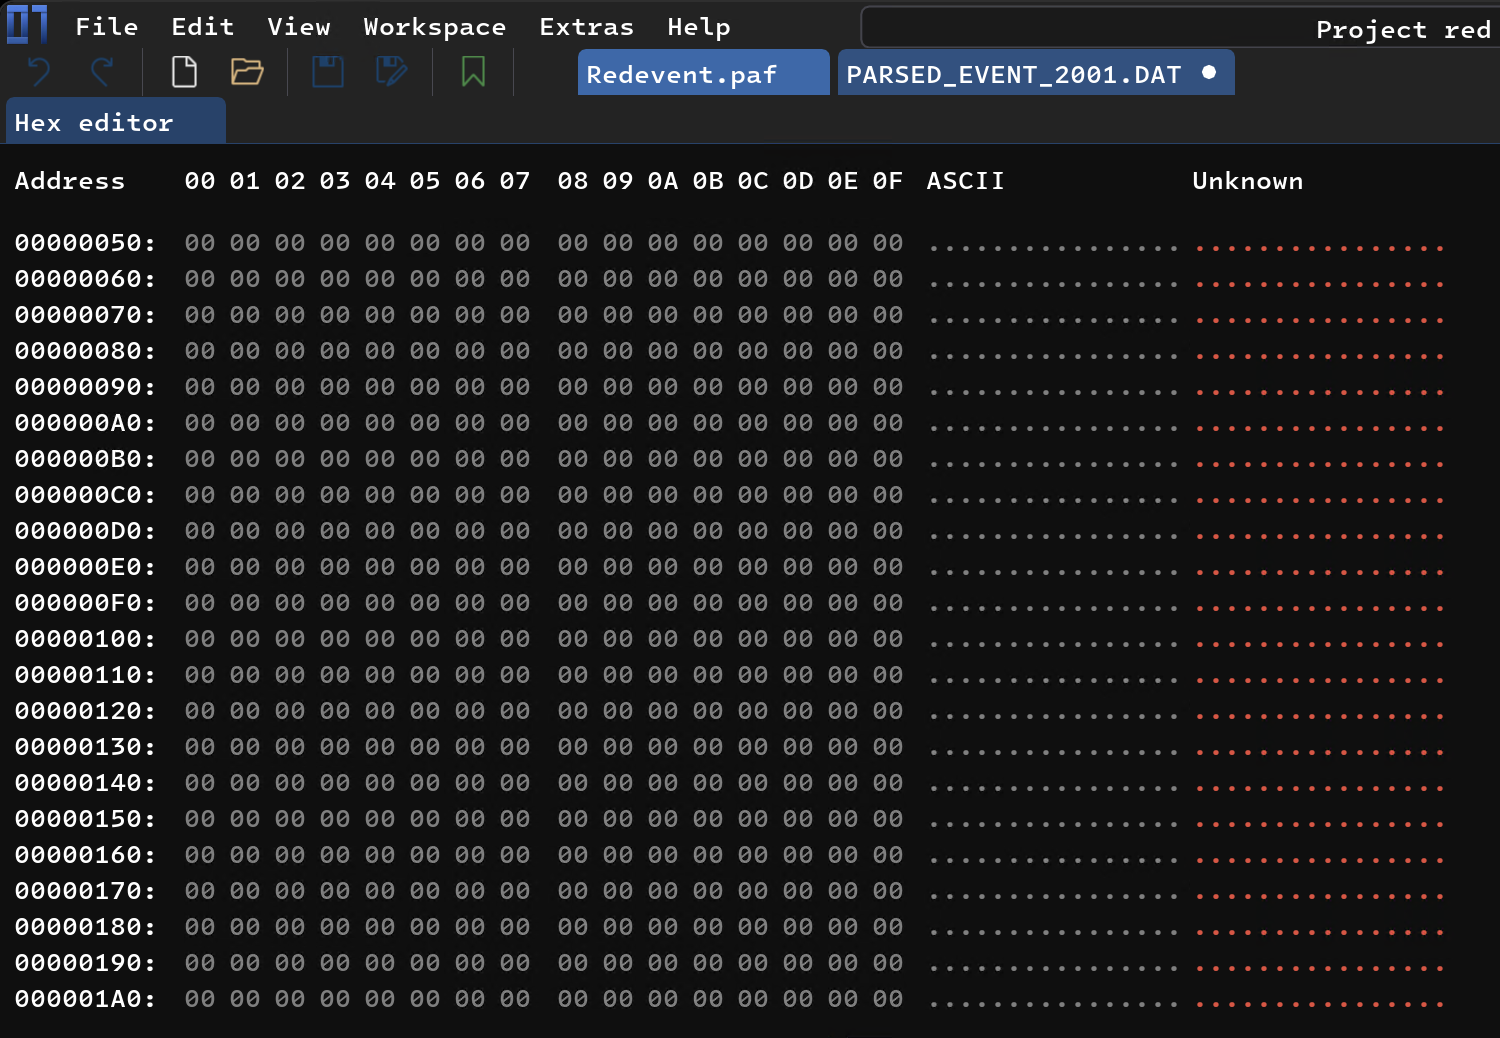 File Edit View Workspace Extras Help Project red
Redevent.paf PARSED_EVENT_2001.DAT
Hex editor
Address 00 01 02 03 04 05 06 07 08 09 0A 0B 0C 0D 0E 0F ASCII Unknown
00000050: 00 00 00 00 00 00 00 00 00 00 00 00 00 00 00 00 ................ ................
00000060: 00 00 00 00 00 00 00 00 00 00 00 00 00 00 00 00 ................ ................
00000070: 00 00 00 00 00 00 00 00 00 00 00 00 00 00 00 00 ................ ................
00000080: 00 00 00 00 00 00 00 00 00 00 00 00 00 00 00 00 ................ ................
00000090: 00 00 00 00 00 00 00 00 00 00 00 00 00 00 00 00 ................ ................
000000A0: 00 00 00 00 00 00 00 00 00 00 00 00 00 00 00 00 ................ ................
000000B0: 00 00 00 00 00 00 00 00 00 00 00 00 00 00 00 00 ................ ................
000000C0: 00 00 00 00 00 00 00 00 00 00 00 00 00 00 00 00 ................ ................
000000D0: 00 00 00 00 00 00 00 00 00 00 00 00 00 00 00 00 ................ ................
000000E0: 00 00 00 00 00 00 00 00 00 00 00 00 00 00 00 00 ................ ................
000000F0: 00 00 00 00 00 00 00 00 00 00 00 00 00 00 00 00 ................ ................
00000100: 00 00 00 00 00 00 00 00 00 00 00 00 00 00 00 00 ................ ................
00000110: 00 00 00 00 00 00 00 00 00 00 00 00 00 00 00 00 ................ ................
00000120: 00 00 00 00 00 00 00 00 00 00 00 00 00 00 00 00 ................ ................
00000130: 00 00 00 00 00 00 00 00 00 00 00 00 00 00 00 00 ................ ................
00000140: 00 00 00 00 00 00 00 00 00 00 00 00 00 00 00 00 ................ ................
00000150: 00 00 00 00 00 00 00 00 00 00 00 00 00 00 00 00 ................ ................
00000160: 00 00 00 00 00 00 00 00 00 00 00 00 00 00 00 00 ................ ................
00000170: 00 00 00 00 00 00 00 00 00 00 00 00 00 00 00 00 ................ ................
00000180: 00 00 00 00 00 00 00 00 00 00 00 00 00 00 00 00 ................ ................
00000190: 00 00 00 00 00 00 00 00 00 00 00 00 00 00 00 00 ................ ................
000001A0: 00 00 00 00 00 00 00 00 00 00 00 00 00 00 00 00 ................ ................